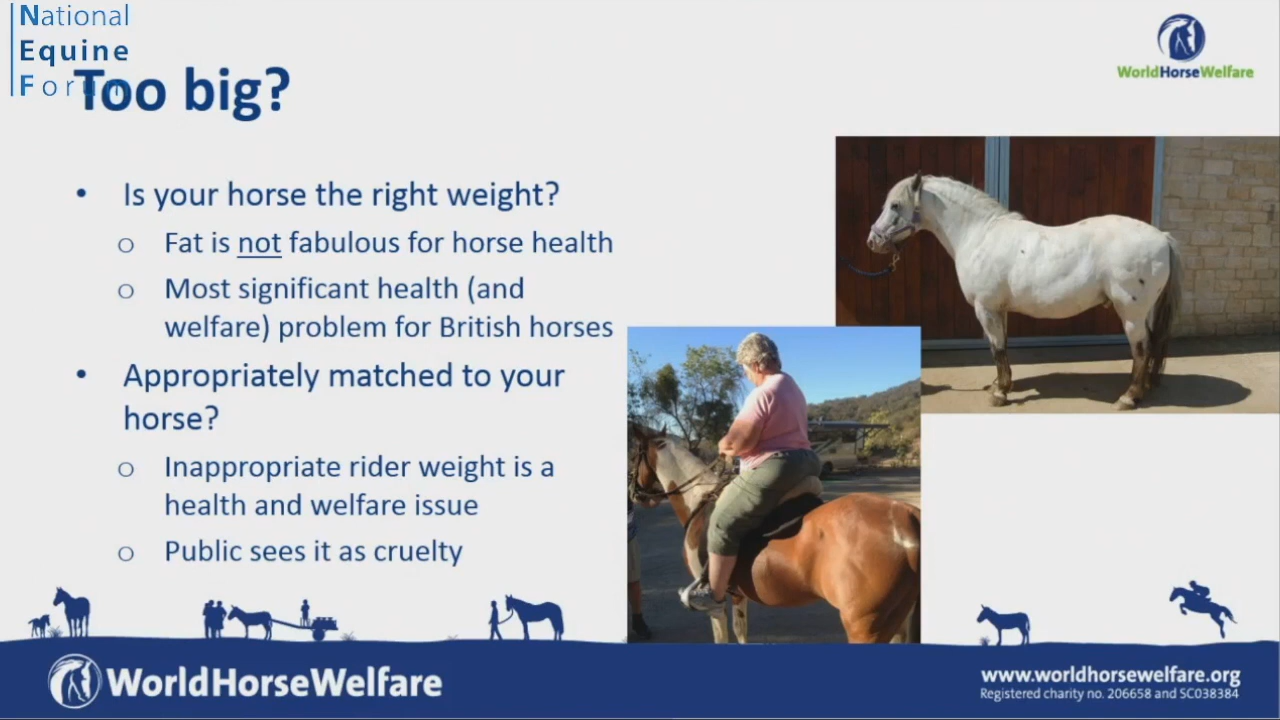 National
Equine
Forum
Too big?
WorldHorseWelfare
• Is your horse the right weight?
o Fat is not fabulous for horse health
o Most significant health (and
welfare) problem for British horses
• Appropriately matched to your
horse?
o Inappropriate rider weight is a
health and welfare issue
o Public sees it as cruelty
WorldHorseWelfare
www.worldhorsewelfare.org
Registered charity no. 206658 and SC038384